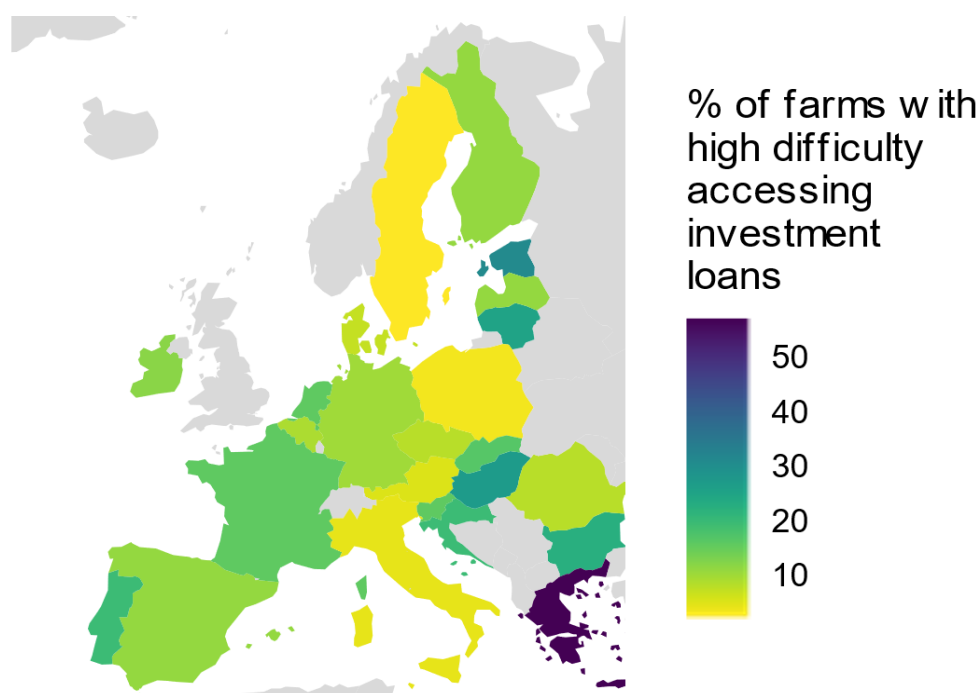 % of farms with
high difficulty
accessing
investment
loans
50
40
30
20
10